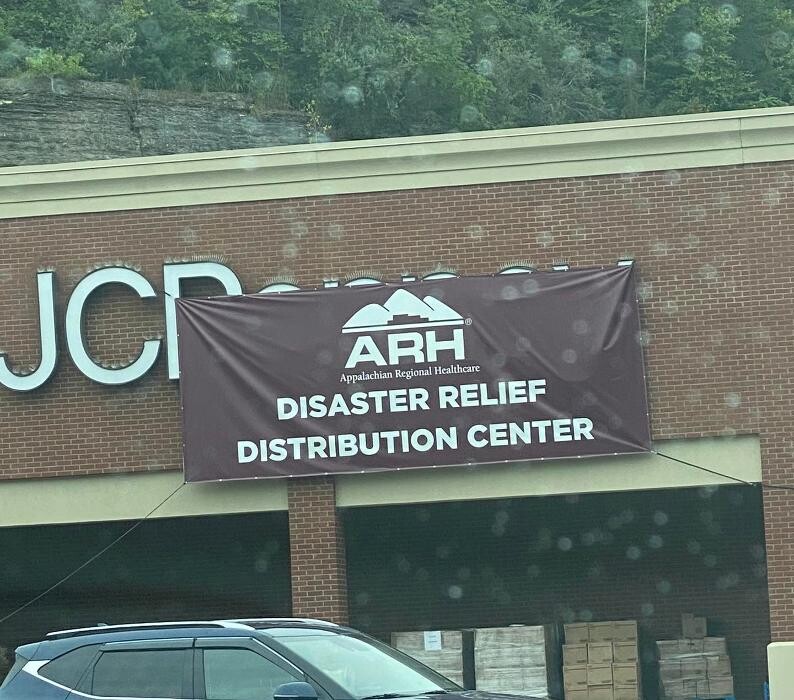 JCP
ARH®
Appalachian Regional Healthcare
DISASTER RELIEF
DISTRIBUTION CENTER